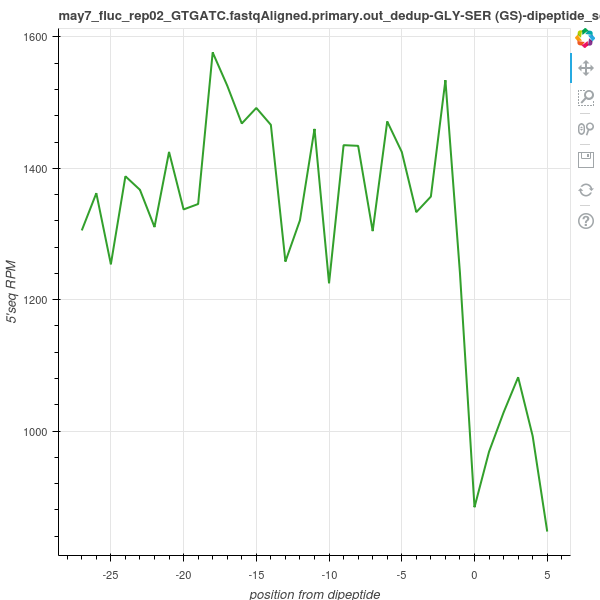 may7_fluc_rep02_GTGATC.fastqAligned.primary.out_dedup-GLY-SER (GS)-dipeptide_s
1600
1400
1200
1000
5'seq RPM
-25 -20 -15 -10 -5 0 5
position from dipeptide